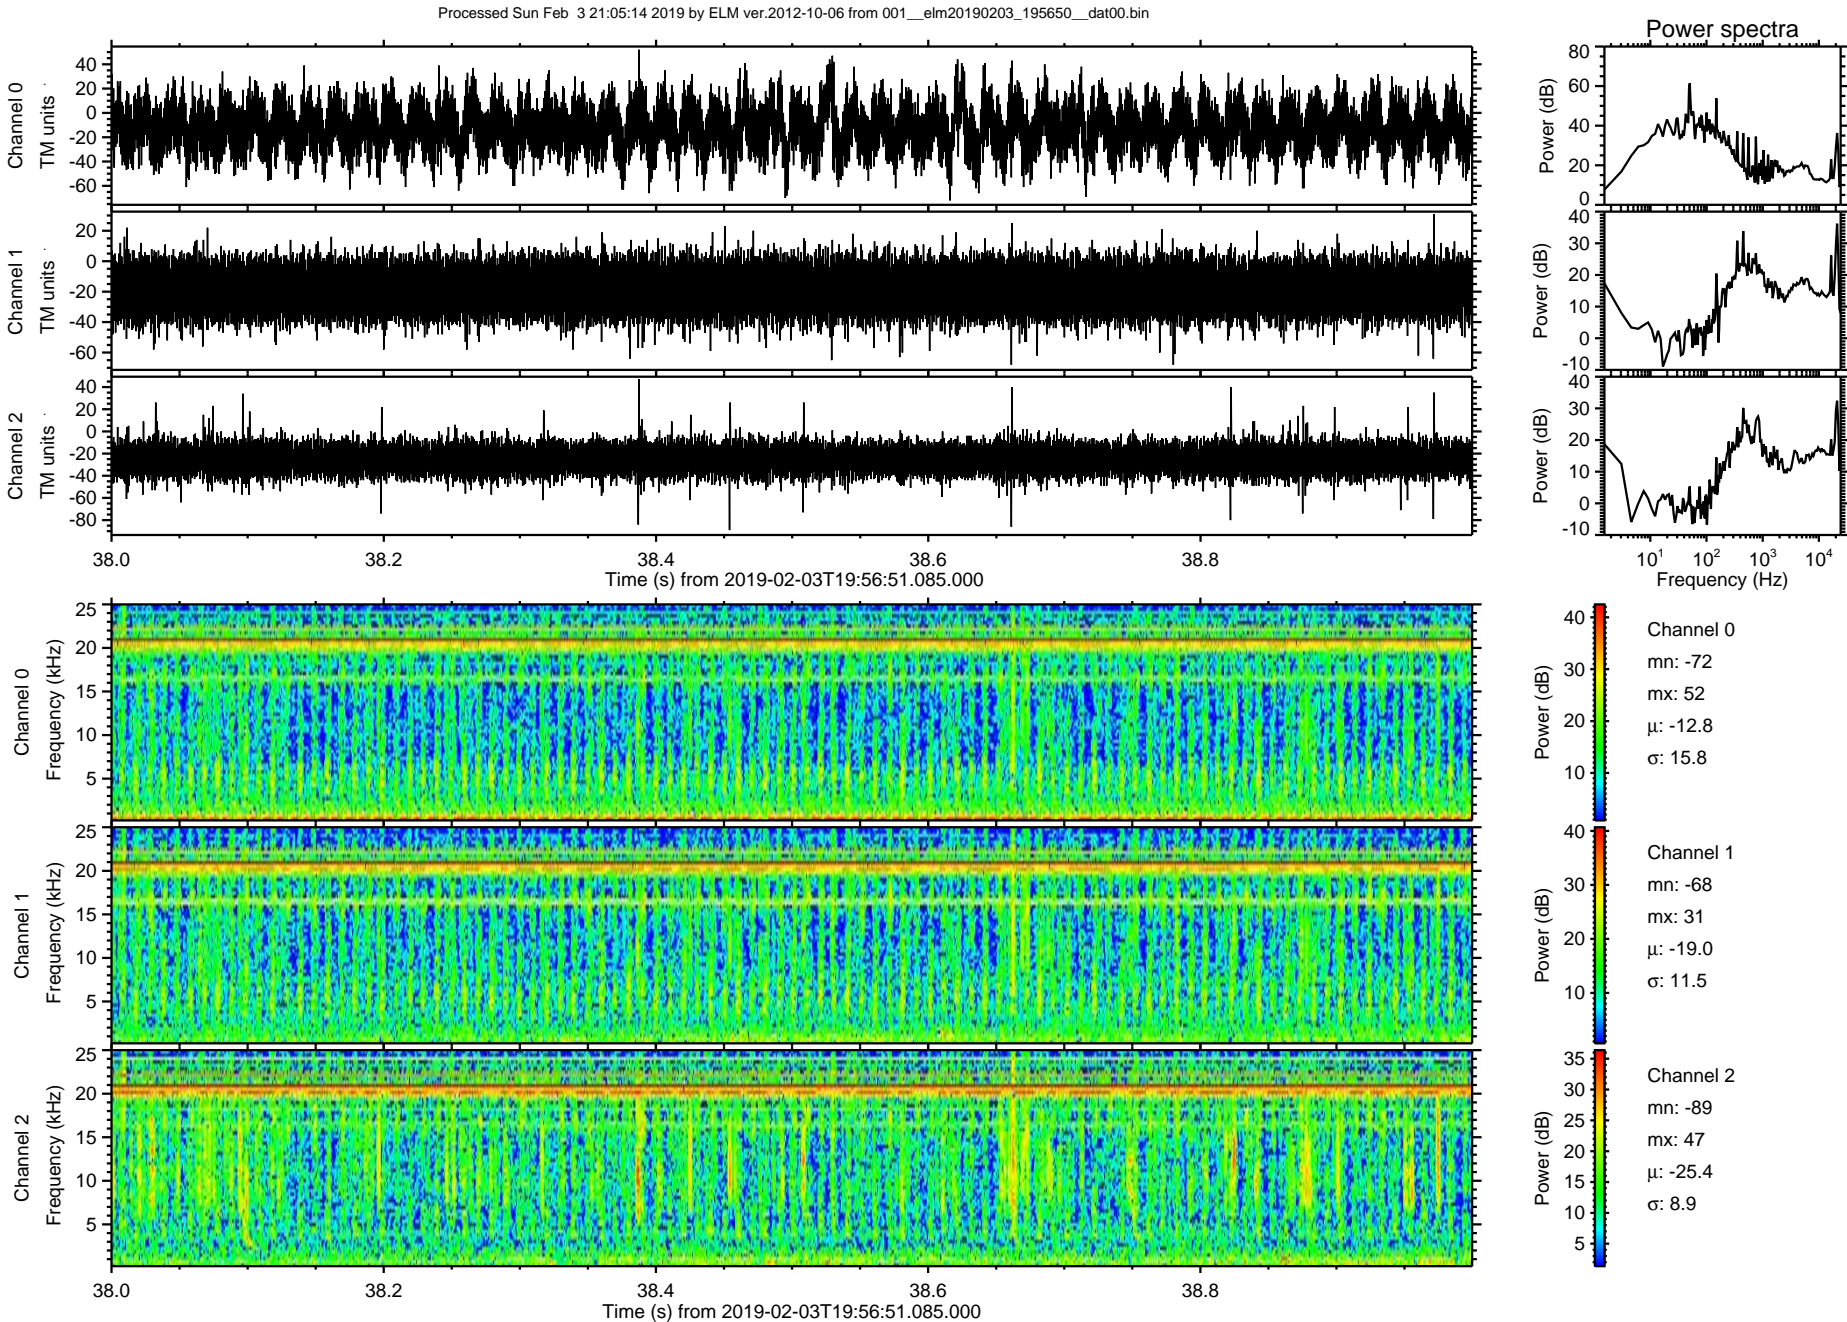 Processed Sun Feb  3 21:05:14 2019 by ELM ver.2012-10-06 from 001__elm20190203_195650__dat00.bin
Power spectra
Channel 0
TM units
40
20
0
-20
-40
-60
Power (dB)
80
60
40
20
0
Channel 1
TM units
20
0
-20
-40
-60
Power (dB)
40
30
20
10
0
-10
Channel 2
TM units
40
20
0
-20
-40
-60
-80
Power (dB)
40
30
20
10
0
-10
38.0 38.2 38.4 38.6 38.8
Time (s) from 2019-02-03T19:56:51.085.000
10^1 10^2 10^3 10^4
Frequency (Hz)
Channel 0
Frequency (kHz)
25
20
15
10
5
Power (dB)
40
30
20
10
Channel 0
mn: -72
mx: 52
μ: -12.8
σ: 15.8
Channel 1
Frequency (kHz)
25
20
15
10
5
Power (dB)
40
30
20
10
Channel 1
mn: -68
mx: 31
μ: -19.0
σ: 11.5
Channel 2
Frequency (kHz)
25
20
15
10
5
Power (dB)
35
30
25
20
15
10
5
Channel 2
mn: -89
mx: 47
μ: -25.4
σ: 8.9
38.0 38.2 38.4 38.6 38.8
Time (s) from 2019-02-03T19:56:51.085.000